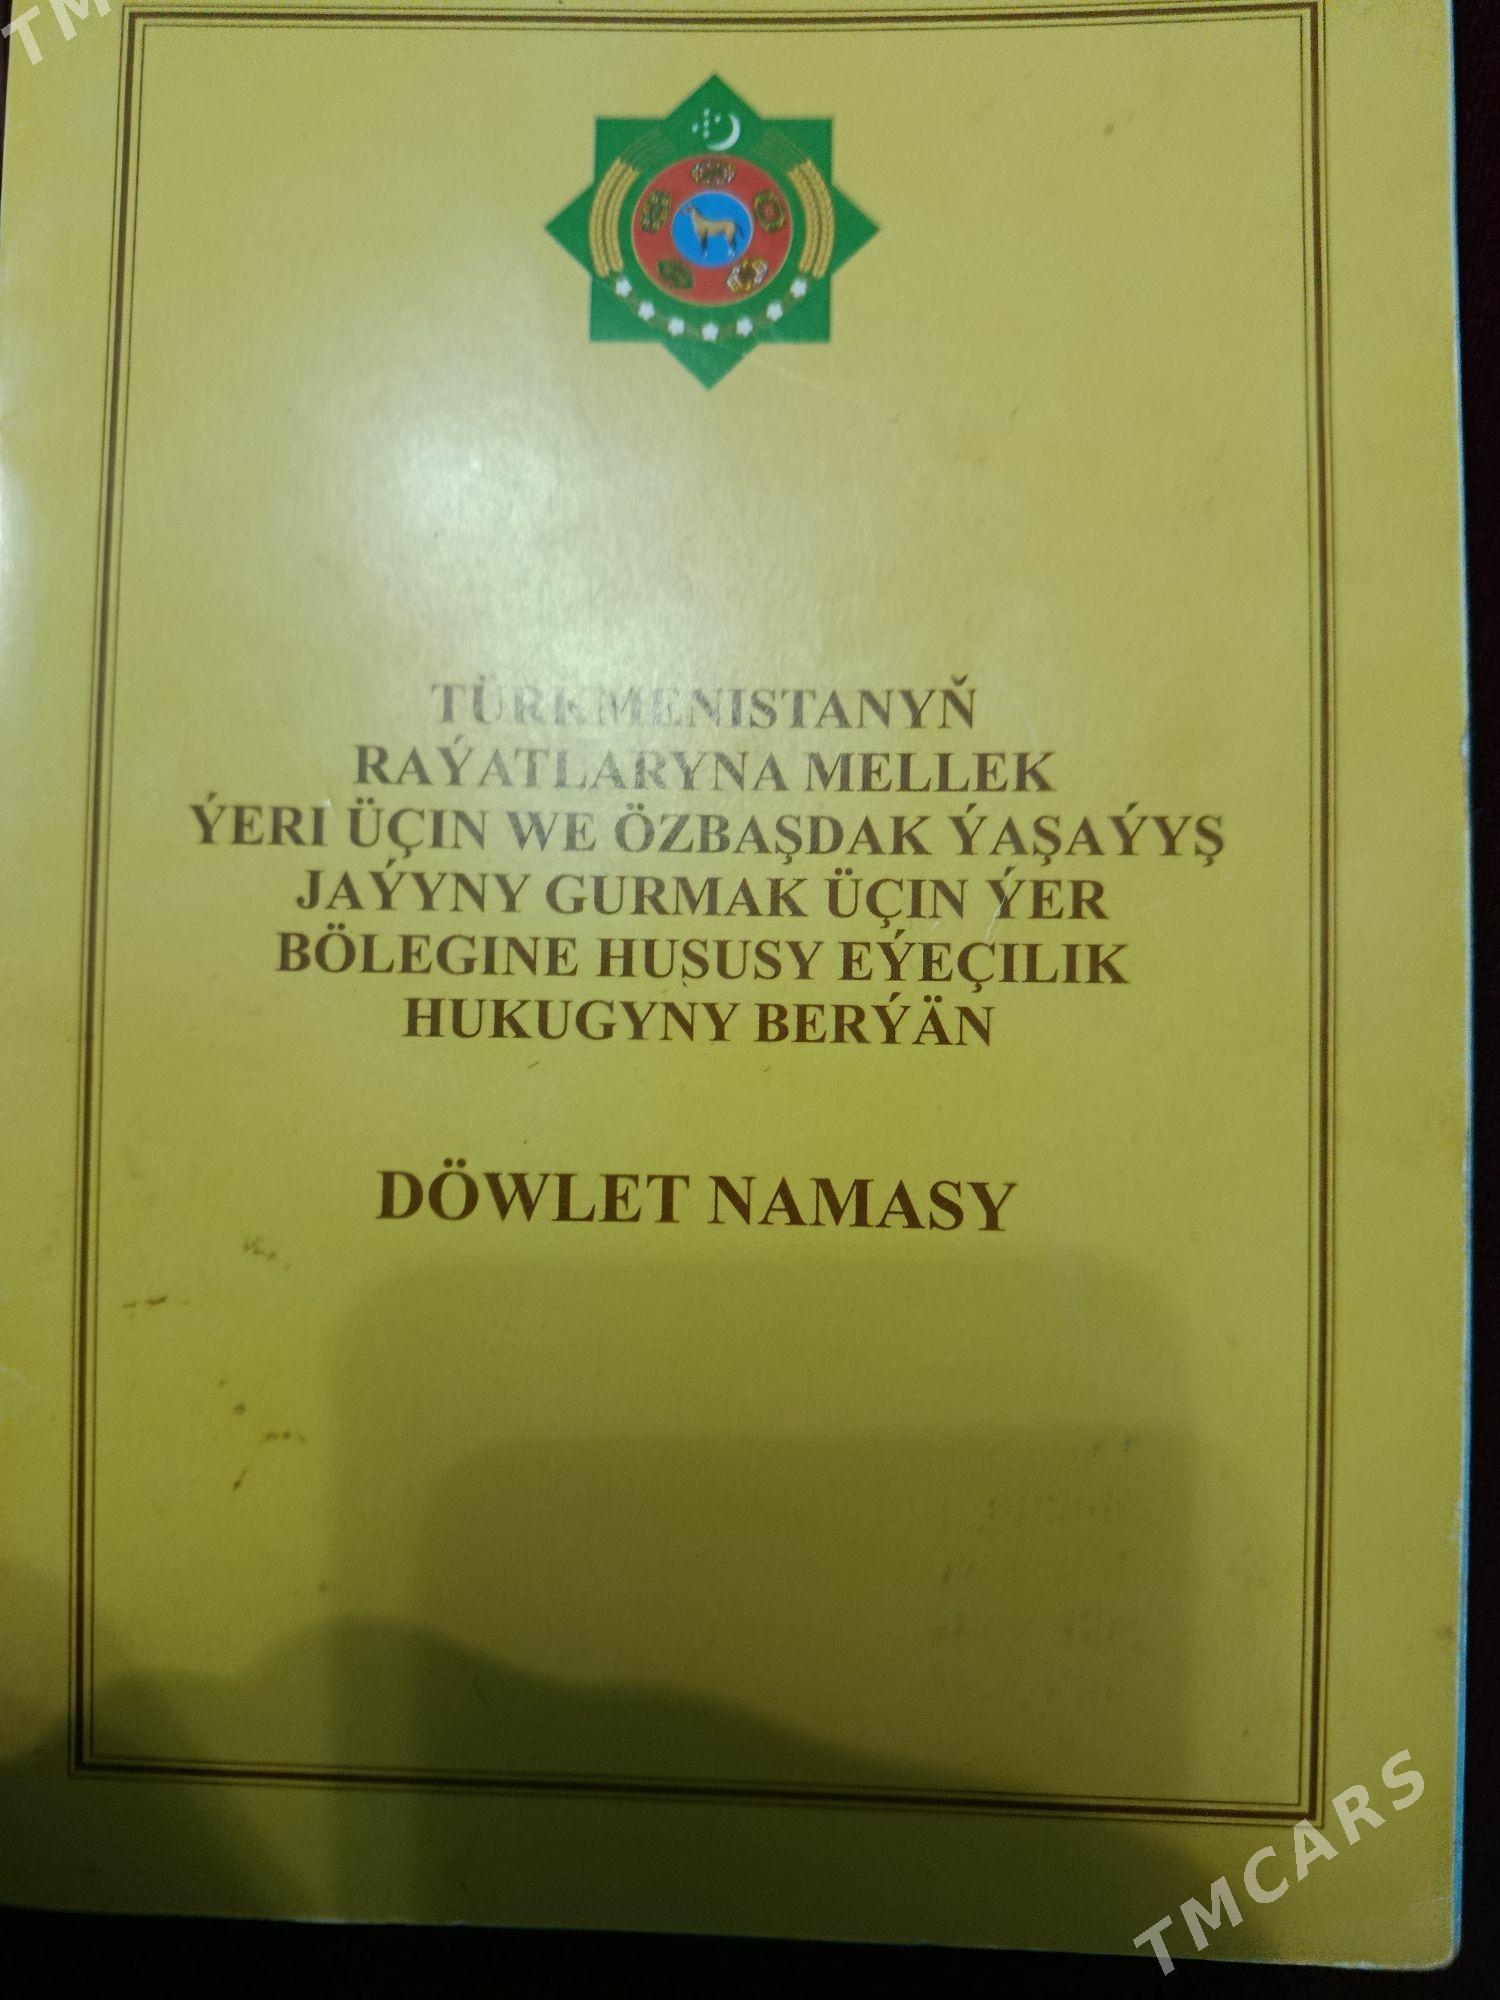 TM
TÜRKMENISTANYŇ
RAÝATLARYNA MELLEK
ÝERI ÜÇIN WE ÖZBAŞDAK ÝAŞAÝYŞ
JAÝYNY GURMAK ÜÇIN ÝER
BÖLEGINE HUSUSY EÝEÇILIK
HUKUGYNY BERÝÄN
DÖWLET NAMASY
TMCARS